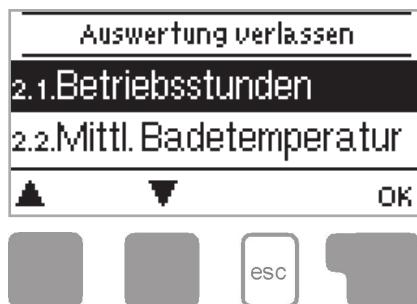 Auswertung verlassen
2.1.Betriebsstunden
2.2.Mittl. Badetemperatur
▲ ▼ OK
esc